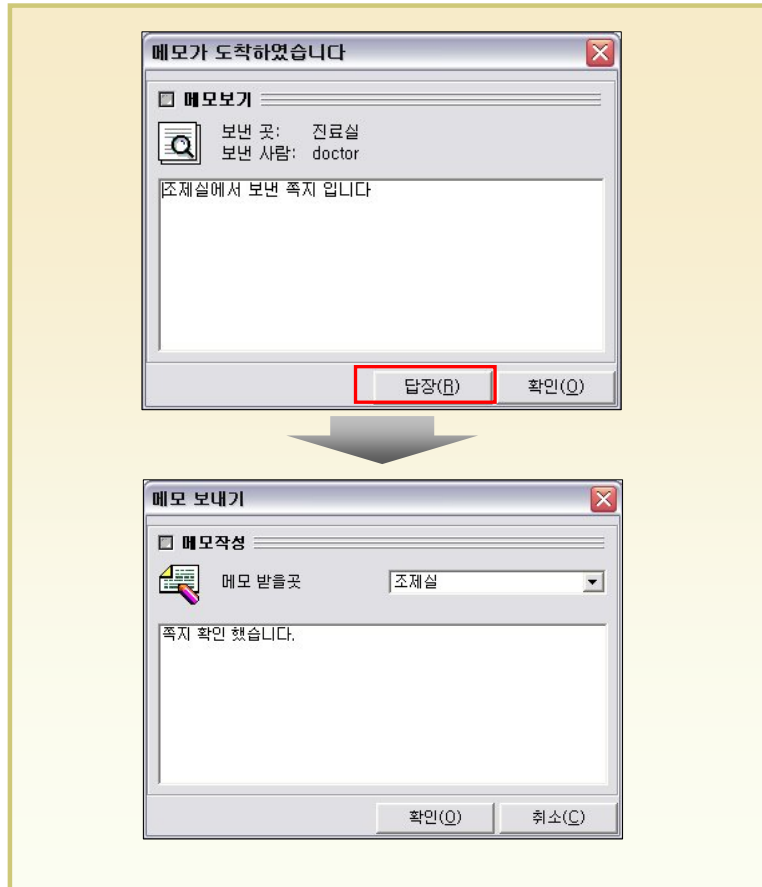 메모가 도착하였습니다
메모보기
보낸 곳: 진료실
보낸 사람: doctor
조제실에서 보낸 쪽지 입니다
답장(R) 확인(O)
메모 보내기
메모작성
메모 받을곳 조제실
쪽지 확인 했습니다.
확인(O) 취소(C)